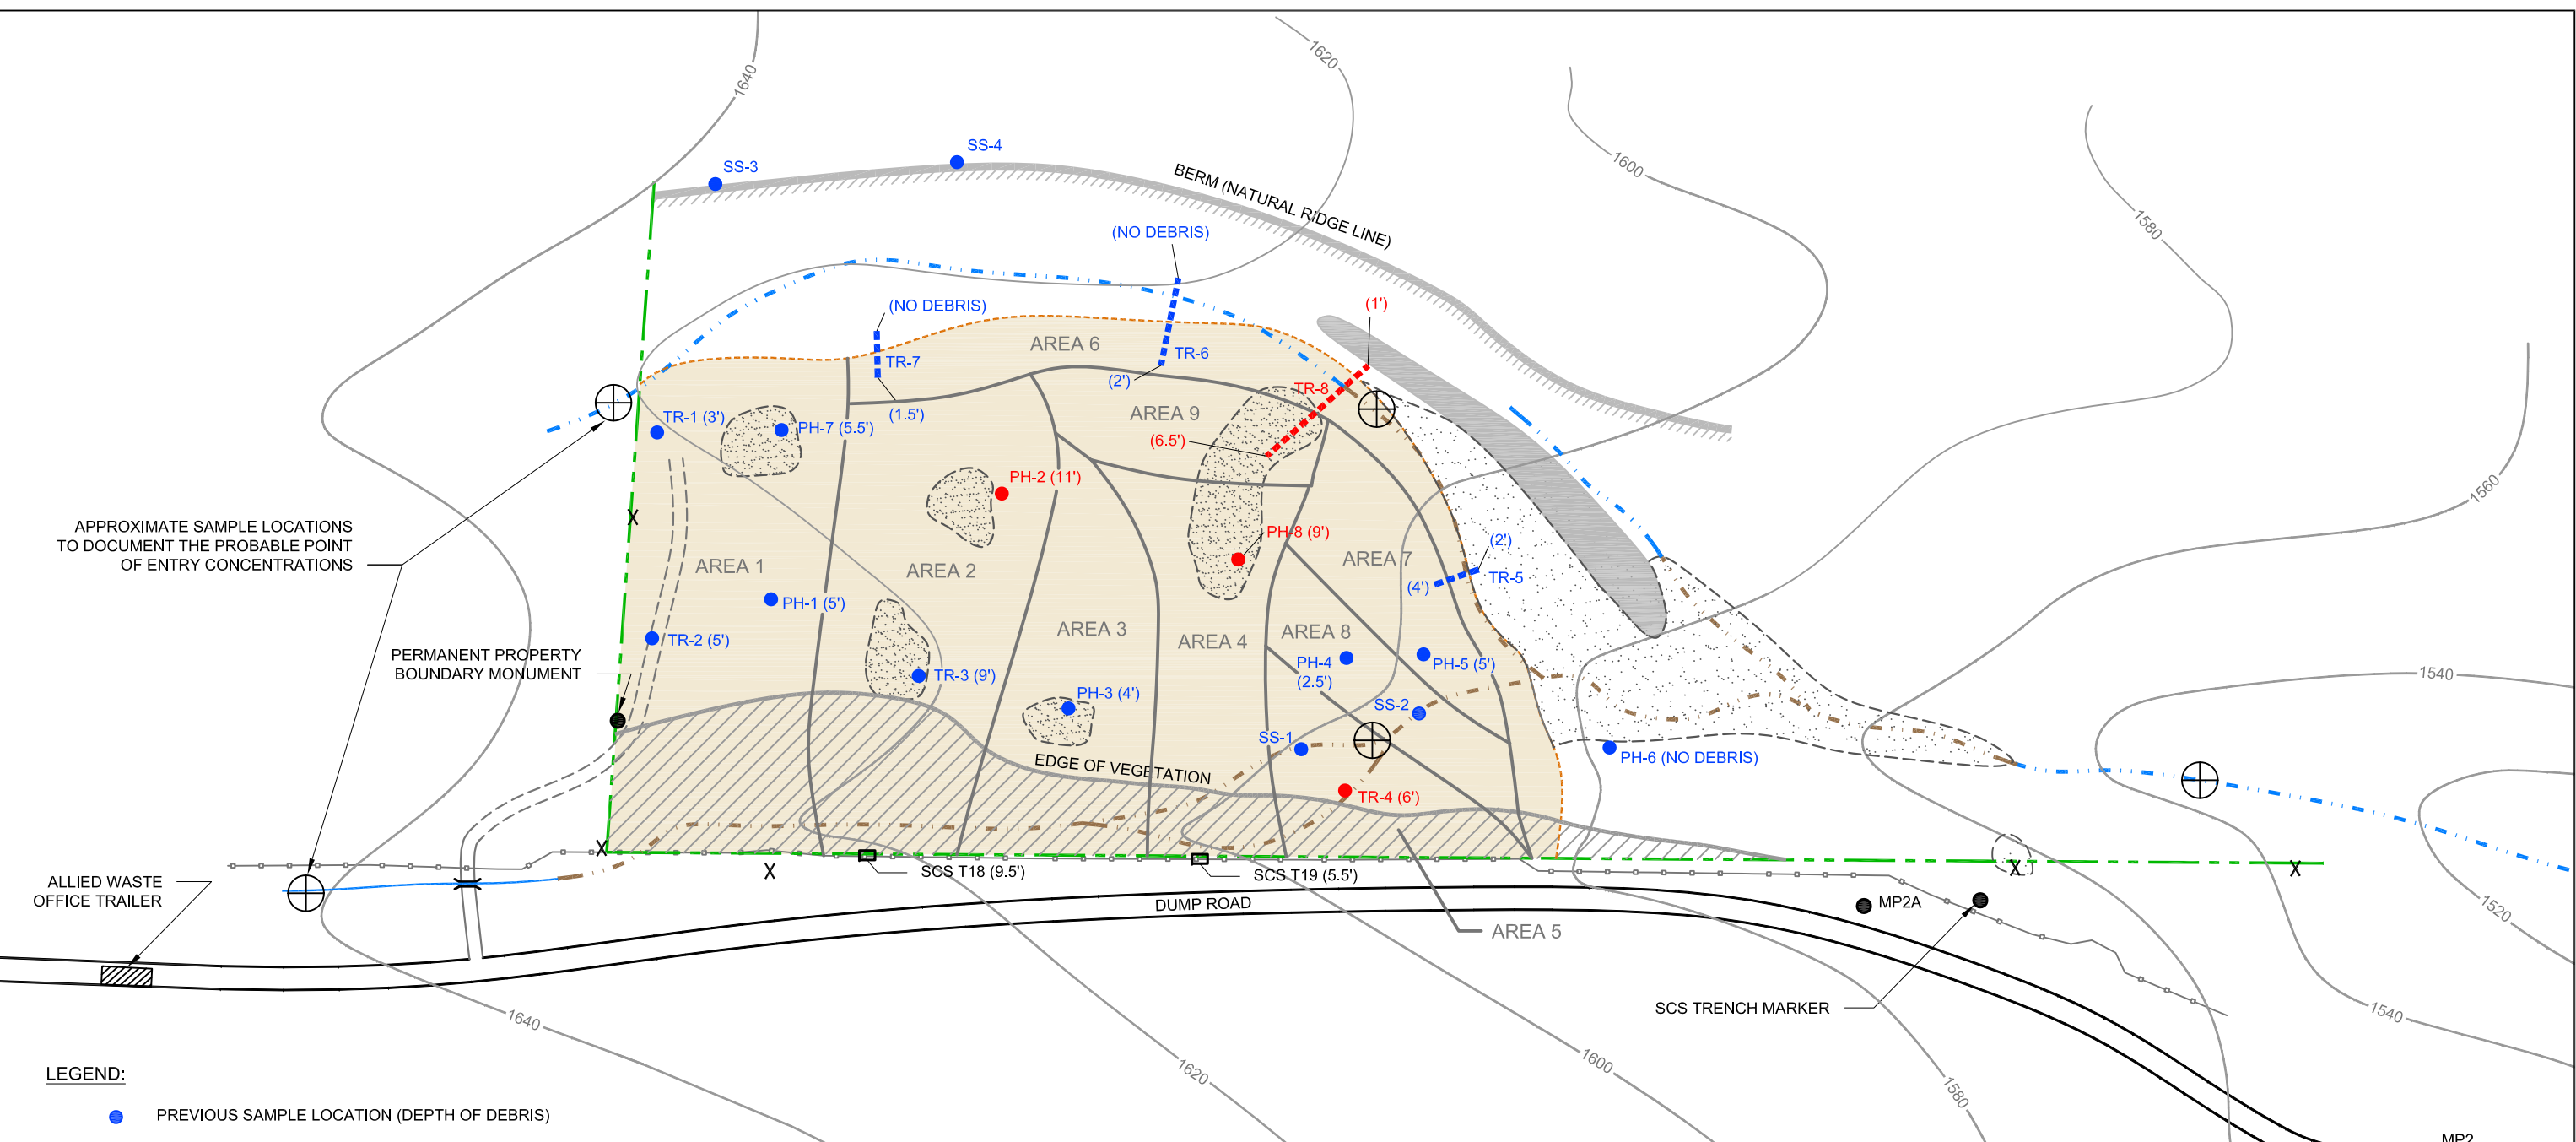 1640
1620
1600
1580
1560
SS-3
SS-4
BERM (NATURAL RIDGE LINE)
(NO DEBRIS)
(NO DEBRIS)
(1')
AREA 6
TR-7
TR-6
(2')
(1.5')
TR-8
AREA 9
(6.5')
TR-1 (3')
PH-7 (5.5')
PH-2 (11')
PH-8 (9')
X
APPROXIMATE SAMPLE LOCATIONS
TO DOCUMENT THE PROBABLE POINT
OF ENTRY CONCENTRATIONS
AREA 1
AREA 2
AREA 7
(2')
(4')
TR-5
PH-1 (5')
AREA 3
AREA 4
AREA 8
TR-2 (5')
PERMANENT PROPERTY
BOUNDARY MONUMENT
TR-3 (9')
PH-4
(2.5')
PH-5 (5')
PH-3 (4')
SS-2
SS-1
1540
EDGE OF VEGETATION
PH-6 (NO DEBRIS)
TR-4 (6')
X
X
X
X
ALLIED WASTE
OFFICE TRAILER
SCS T18 (9.5')
SCS T19 (5.5')
DUMP ROAD
AREA 5
MP2A
1520
SCS TRENCH MARKER
1540
1640
1620
1600
1580
LEGEND:
PREVIOUS SAMPLE LOCATION (DEPTH OF DEBRIS)
MP2